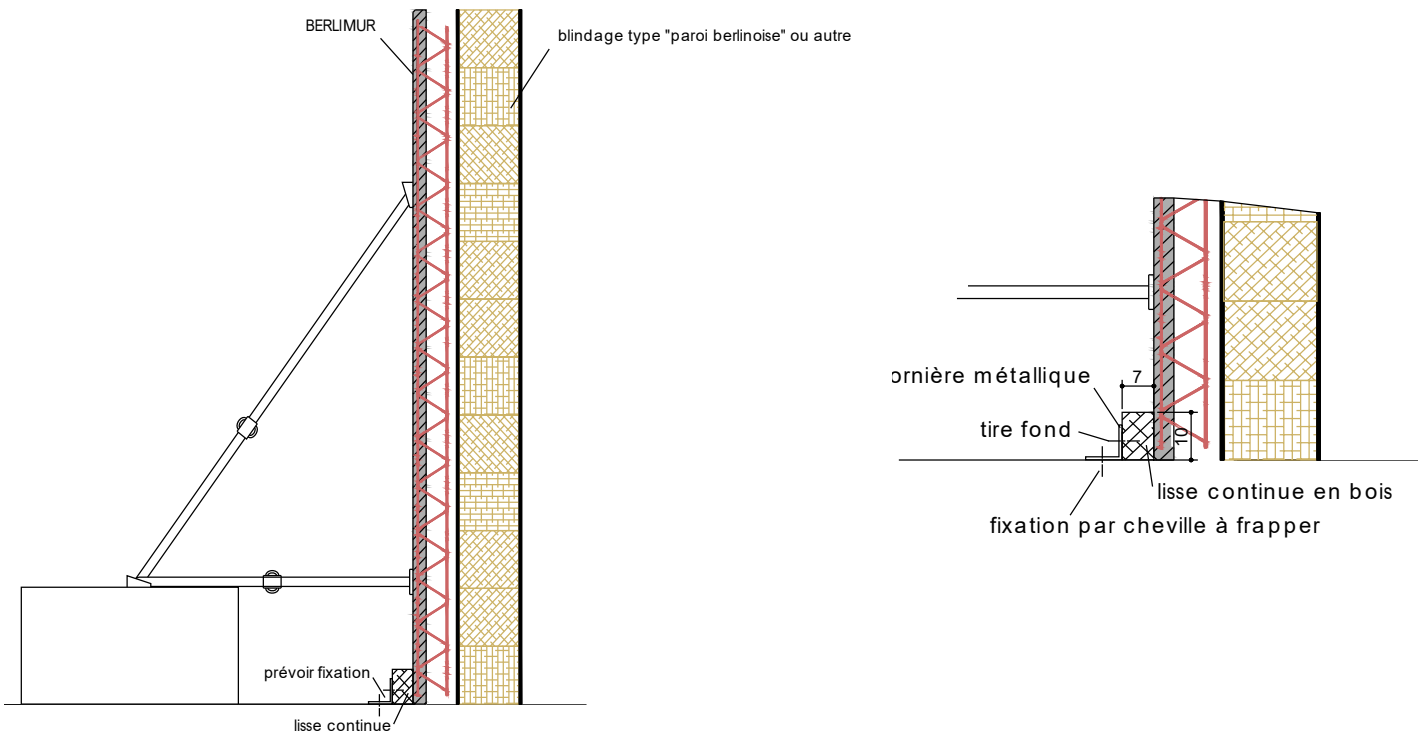 BERLIMUR
blindage type "paroi berlinoise" ou autre
prévoir fixation
lisse continue
ornière métallique
7
tire fond
10
lisse continue en bois
fixation par cheville à frapper